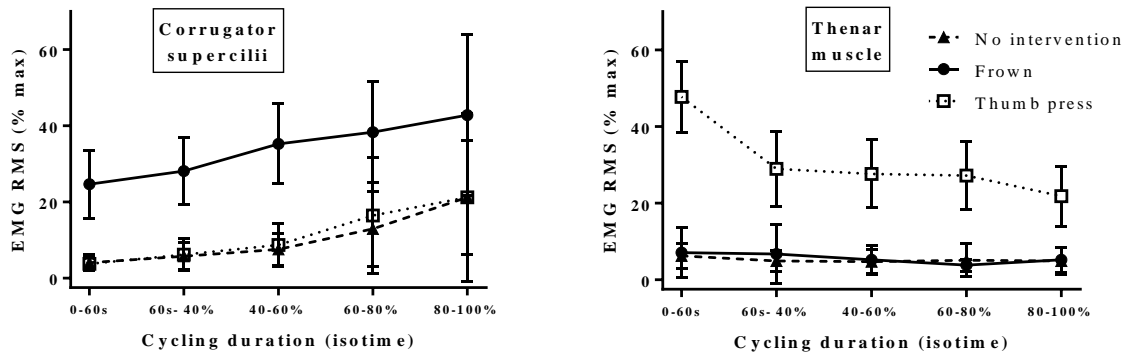 Corrugator
supercilii
EMG RMS (% max)
60
40
20
0
0-60s
60s- 40%
40-60%
60-80%
80-100%
Cycling duration (isotime)
Thenar
muscle
No intervention
Frown
Thumb press
EMG RMS (% max)
60
40
20
0
0-60s
60s- 40%
40-60%
60-80%
80-100%
Cycling duration (isotime)